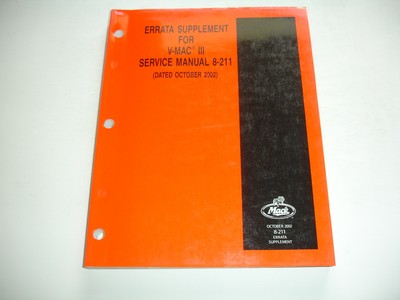 ERRATA SUPPLEMENT
FOR
V-MAC® III
SERVICE MANUAL 8-211
(DATED OCTOBER 2002)
Mack
OCTOBER 2002
8-211
ERRATA
SUPPLEMENT